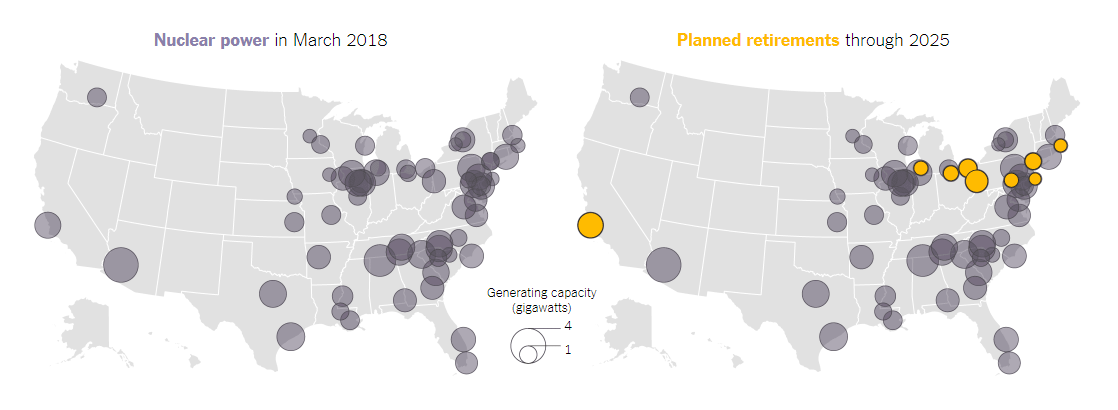 Nuclear power in March 2018
Planned retirements through 2025
Generating capacity
(gigawatts)
4
1